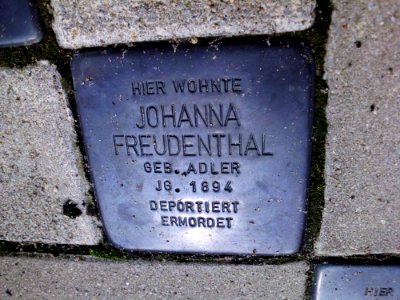 HIER WOHNTE
JOHANNA
FREUDENTHAL
GEB. ADLER
JG. 1894
DEPORTIERT
ERMORDET
HIER